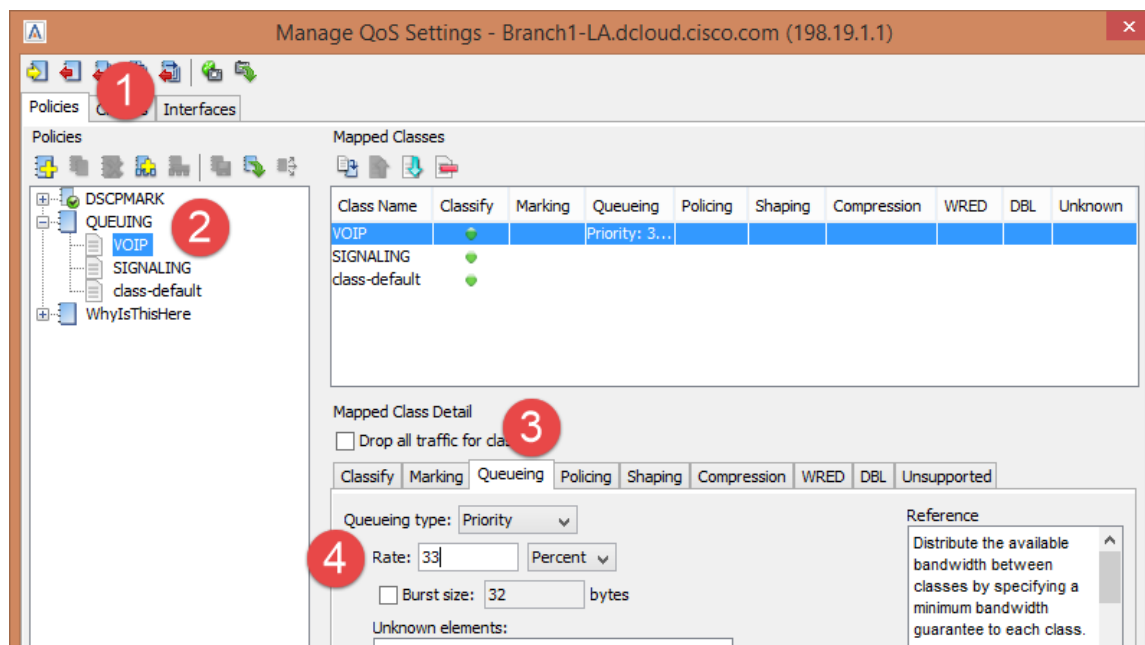 Manage QoS Settings - Branch1-LA.dcloud.cisco.com (198.19.1.1)
1
Policies
Interfaces
Policies
DSCPMARK
QUEUING
2
VOIP
SIGNALING
class-default
WhyIsThisHere
Mapped Classes
Class Name Classify Marking Queueing Policing Shaping Compression WRED DBL Unknown
VOIP Priority: 3...
SIGNALING
class-default
Mapped Class Detail
3
Drop all traffic for
Classify Marking Queueing Policing Shaping Compression WRED DBL Unsupported
Queueing type: Priority
4
Rate: 33 Percent
Burst size: 32 bytes
Unknown elements:
Reference
Distribute the available
bandwidth between
classes by specifying a
minimum bandwidth
guarantee to each class.